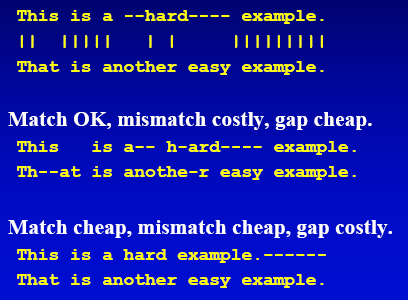 This is a --hard---- example.
||  |||||   | |     |||||||||
That is another easy example.
Match OK, mismatch costly, gap cheap.
This   is a-- h-ard---- example.
Th--at is anothe-r easy example.
Match cheap, mismatch cheap, gap costly.
This is a hard example.------
That is another easy example.